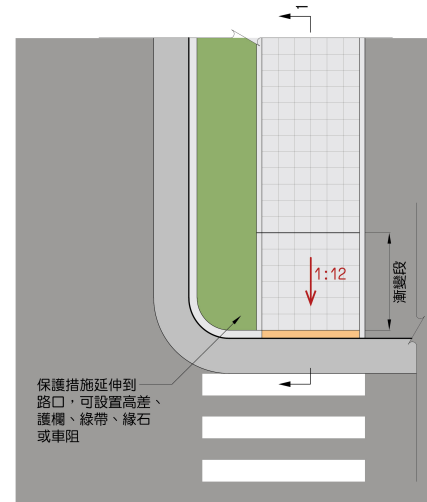 1
1:12
漸變段
保護措施延伸到
路口，可設置高差、
護欄、綠帶、緣石
或車阻